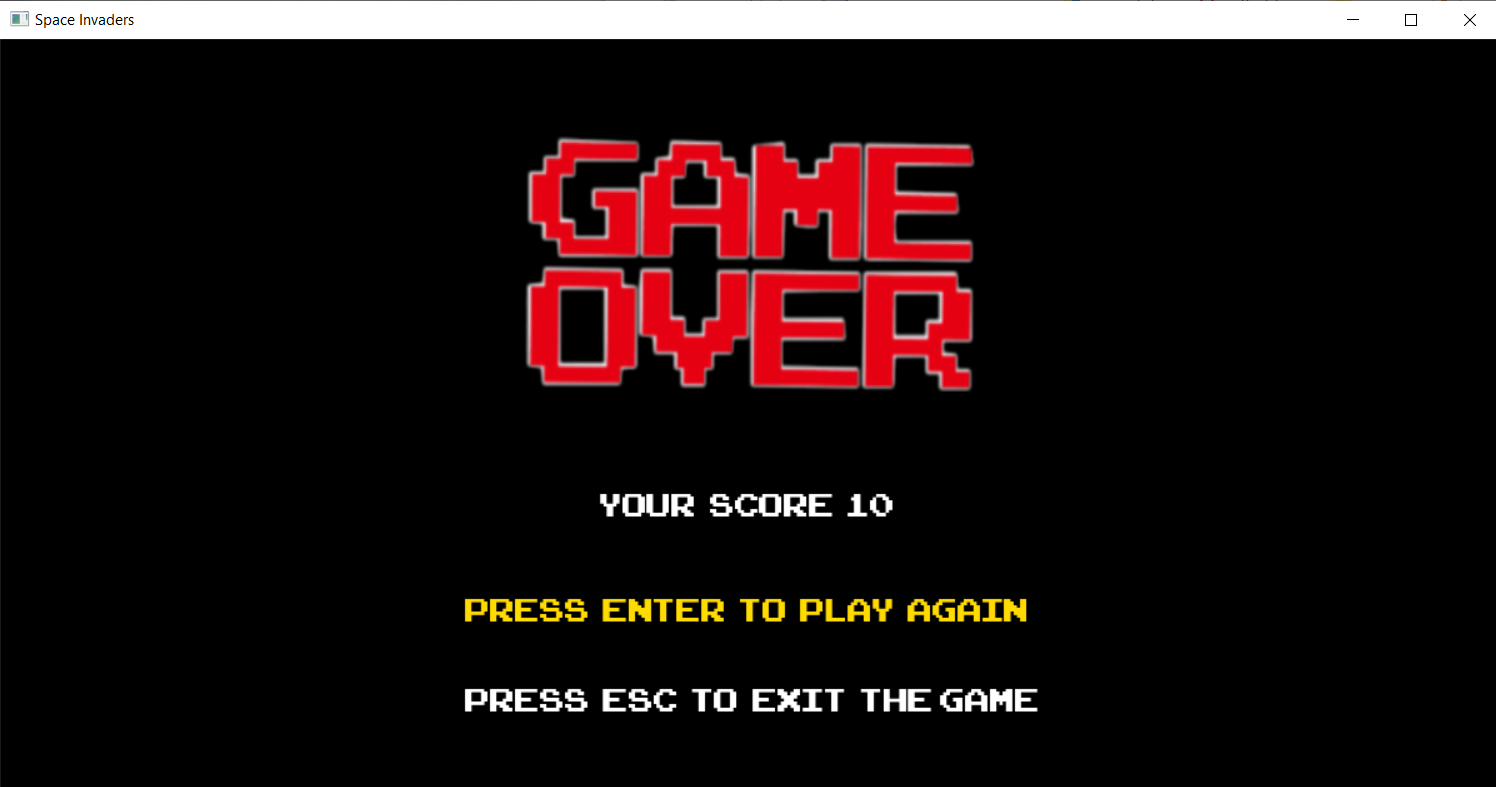 Space Invaders
GAME
OVER
YOUR SCORE 10
PRESS ENTER TO PLAY AGAIN
PRESS ESC TO EXIT THE GAME